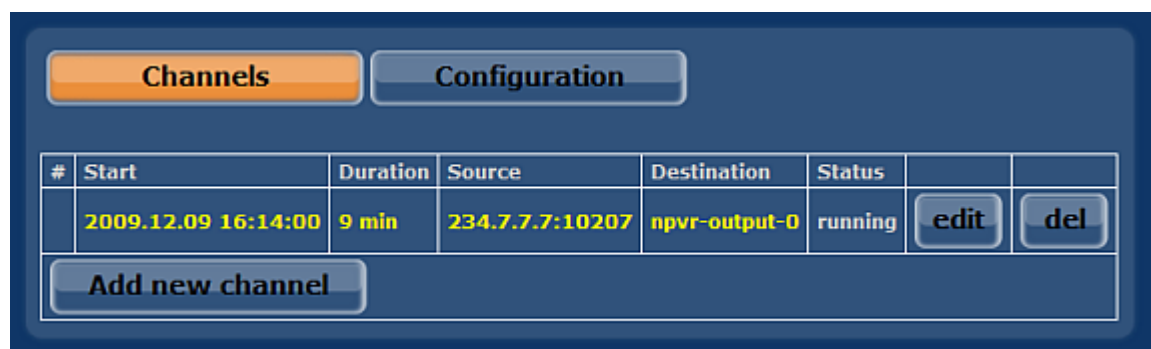 Channels Configuration
# Start Duration Source Destination Status
2009.12.09 16:14:00 9 min 234.7.7.7:10207 npvr-output-0 running edit del
Add new channel